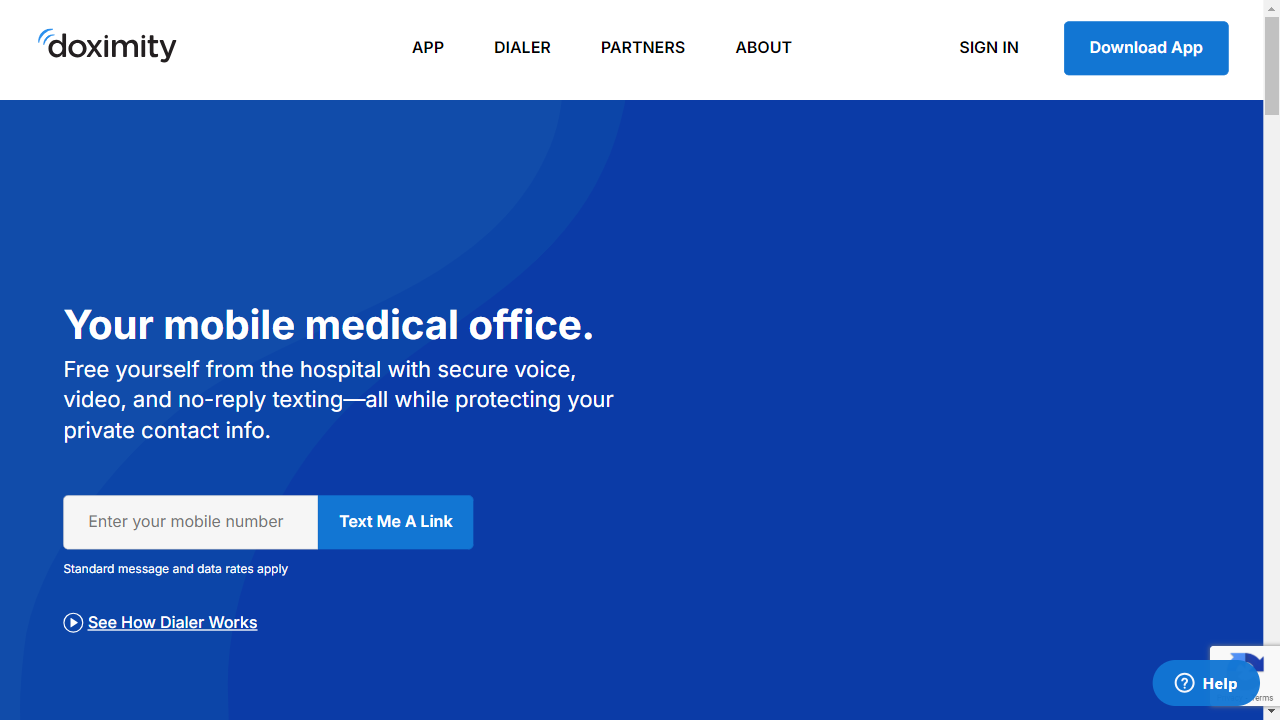 doximity
APP
DIALER
PARTNERS
ABOUT
SIGN IN
Download App
Your mobile medical office.
Free yourself from the hospital with secure voice,
video, and no-reply texting—all while protecting your
private contact info.
Enter your mobile number
Text Me A Link
Standard message and data rates apply
See How Dialer Works
Help